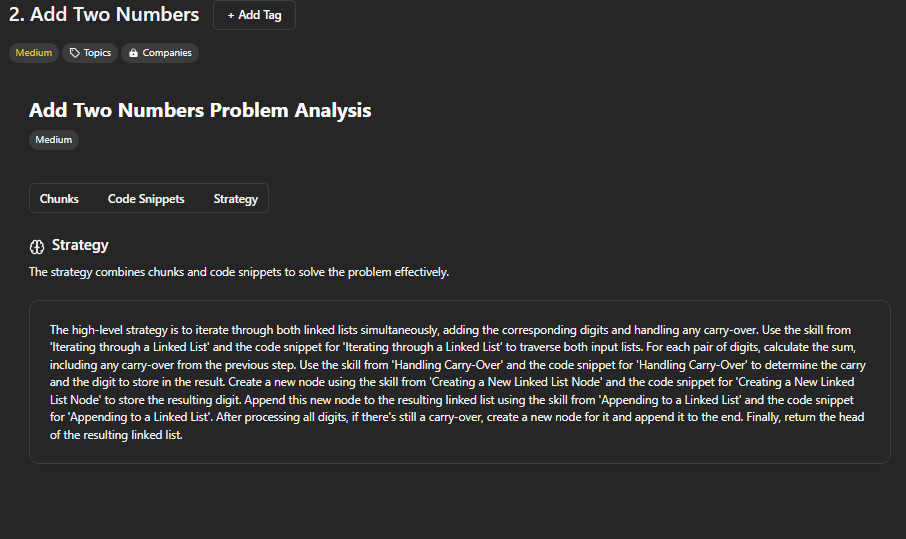 2. Add Two Numbers
+ Add Tag
Medium
Topics
Companies
Add Two Numbers Problem Analysis
Medium
Chunks
Code Snippets
Strategy
Strategy
The strategy combines chunks and code snippets to solve the problem effectively.
The high-level strategy is to iterate through both linked lists simultaneously, adding the corresponding digits and handling any carry-over. Use the skill from
'Iterating through a Linked List' and the code snippet for 'Iterating through a Linked List' to traverse both input lists. For each pair of digits, calculate the sum,
including any carry-over from the previous step. Use the skill from 'Handling Carry-Over' and the code snippet for 'Handling Carry-Over' to determine the carry
and the digit to store in the result. Create a new node using the skill from 'Creating a New Linked List Node' and the code snippet for 'Creating a New Linked
List Node' to store the resulting digit. Append this new node to the resulting linked list using the skill from 'Appending to a Linked List' and the code snippet
for 'Appending to a Linked List'. After processing all digits, if there's still a carry-over, create a new node for it and append it to the end. Finally, return the head
of the resulting linked list.